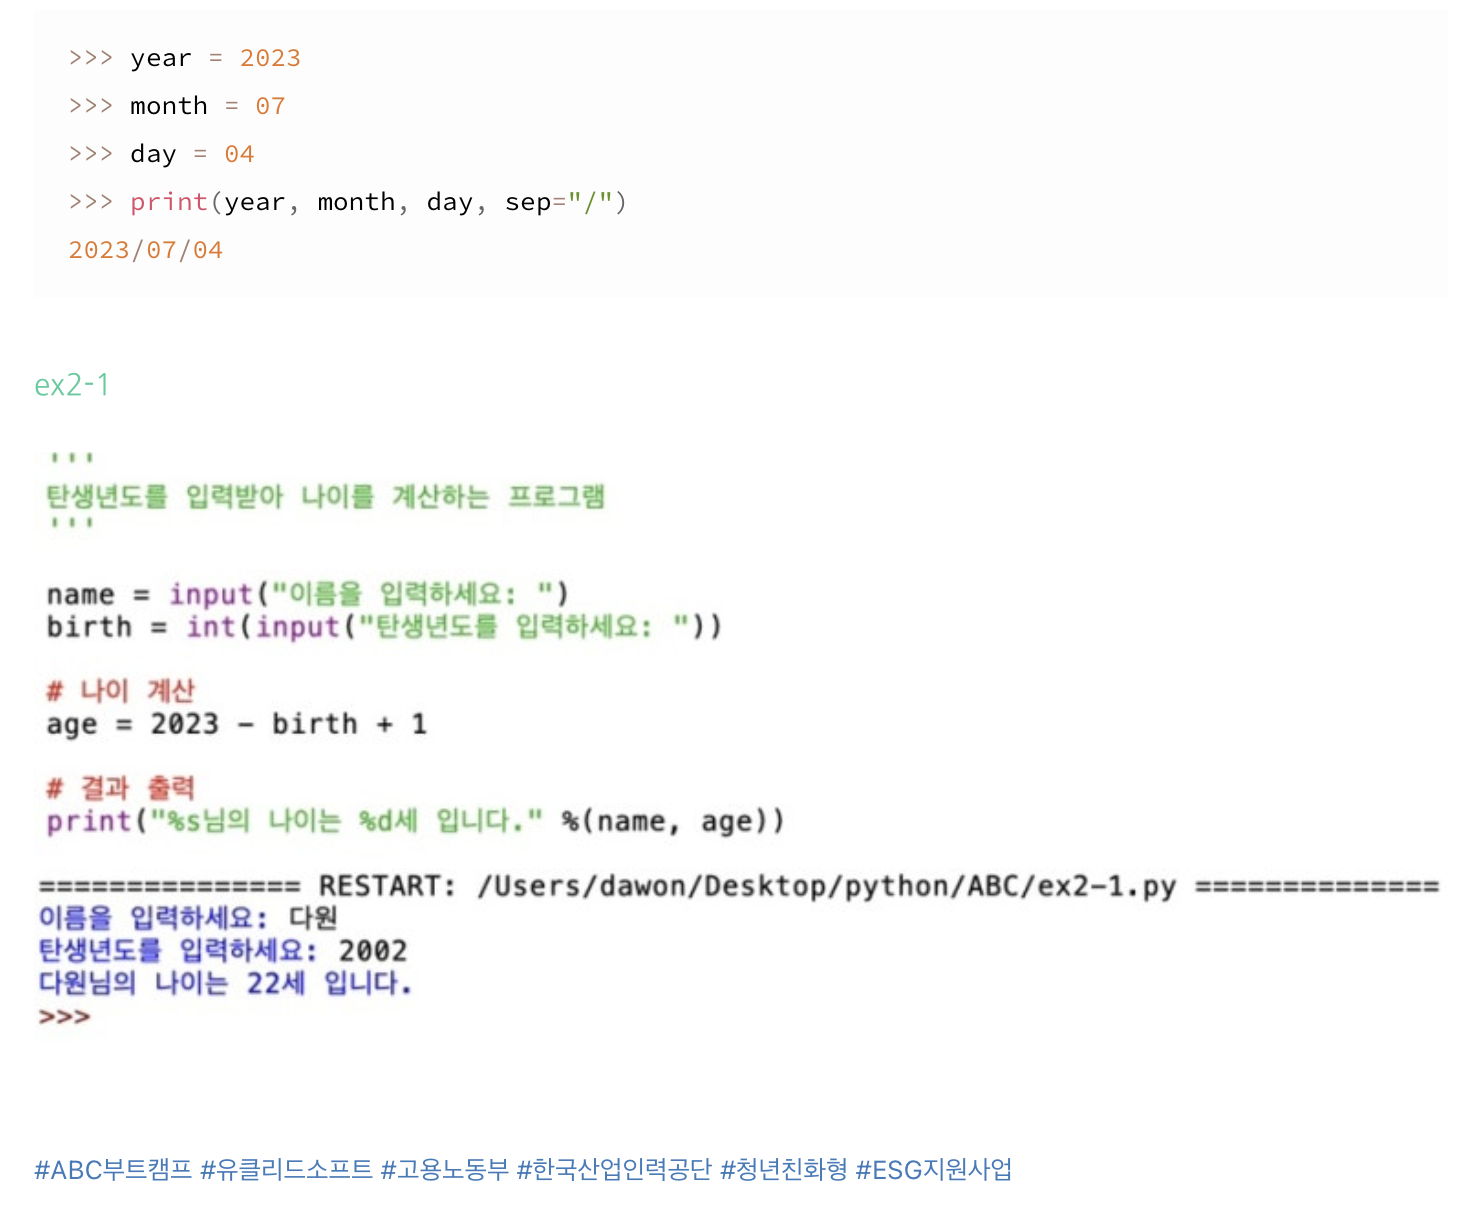 >>> year = 2023
>>> month = 07
>>> day = 04
>>> print(year, month, day, sep="/")
2023/07/04
ex2-1
'''
탄생년도를 입력받아 나이를 계산하는 프로그램
'''
name = input("이름을 입력하세요: ")
birth = int(input("탄생년도를 입력하세요: "))
# 나이 계산
age = 2023 - birth + 1
# 결과 출력
print("%s님의 나이는 %d세 입니다." %(name, age))
=============== RESTART: /Users/dawon/Desktop/python/ABC/ex2-1.py ==============
이름을 입력하세요: 다원
탄생년도를 입력하세요: 2002
다원님의 나이는 22세 입니다.
>>>
#ABC부트캠프 #유클리드소프트 #고용노동부 #한국산업인력공단 #청년친화형 #ESG지원사업